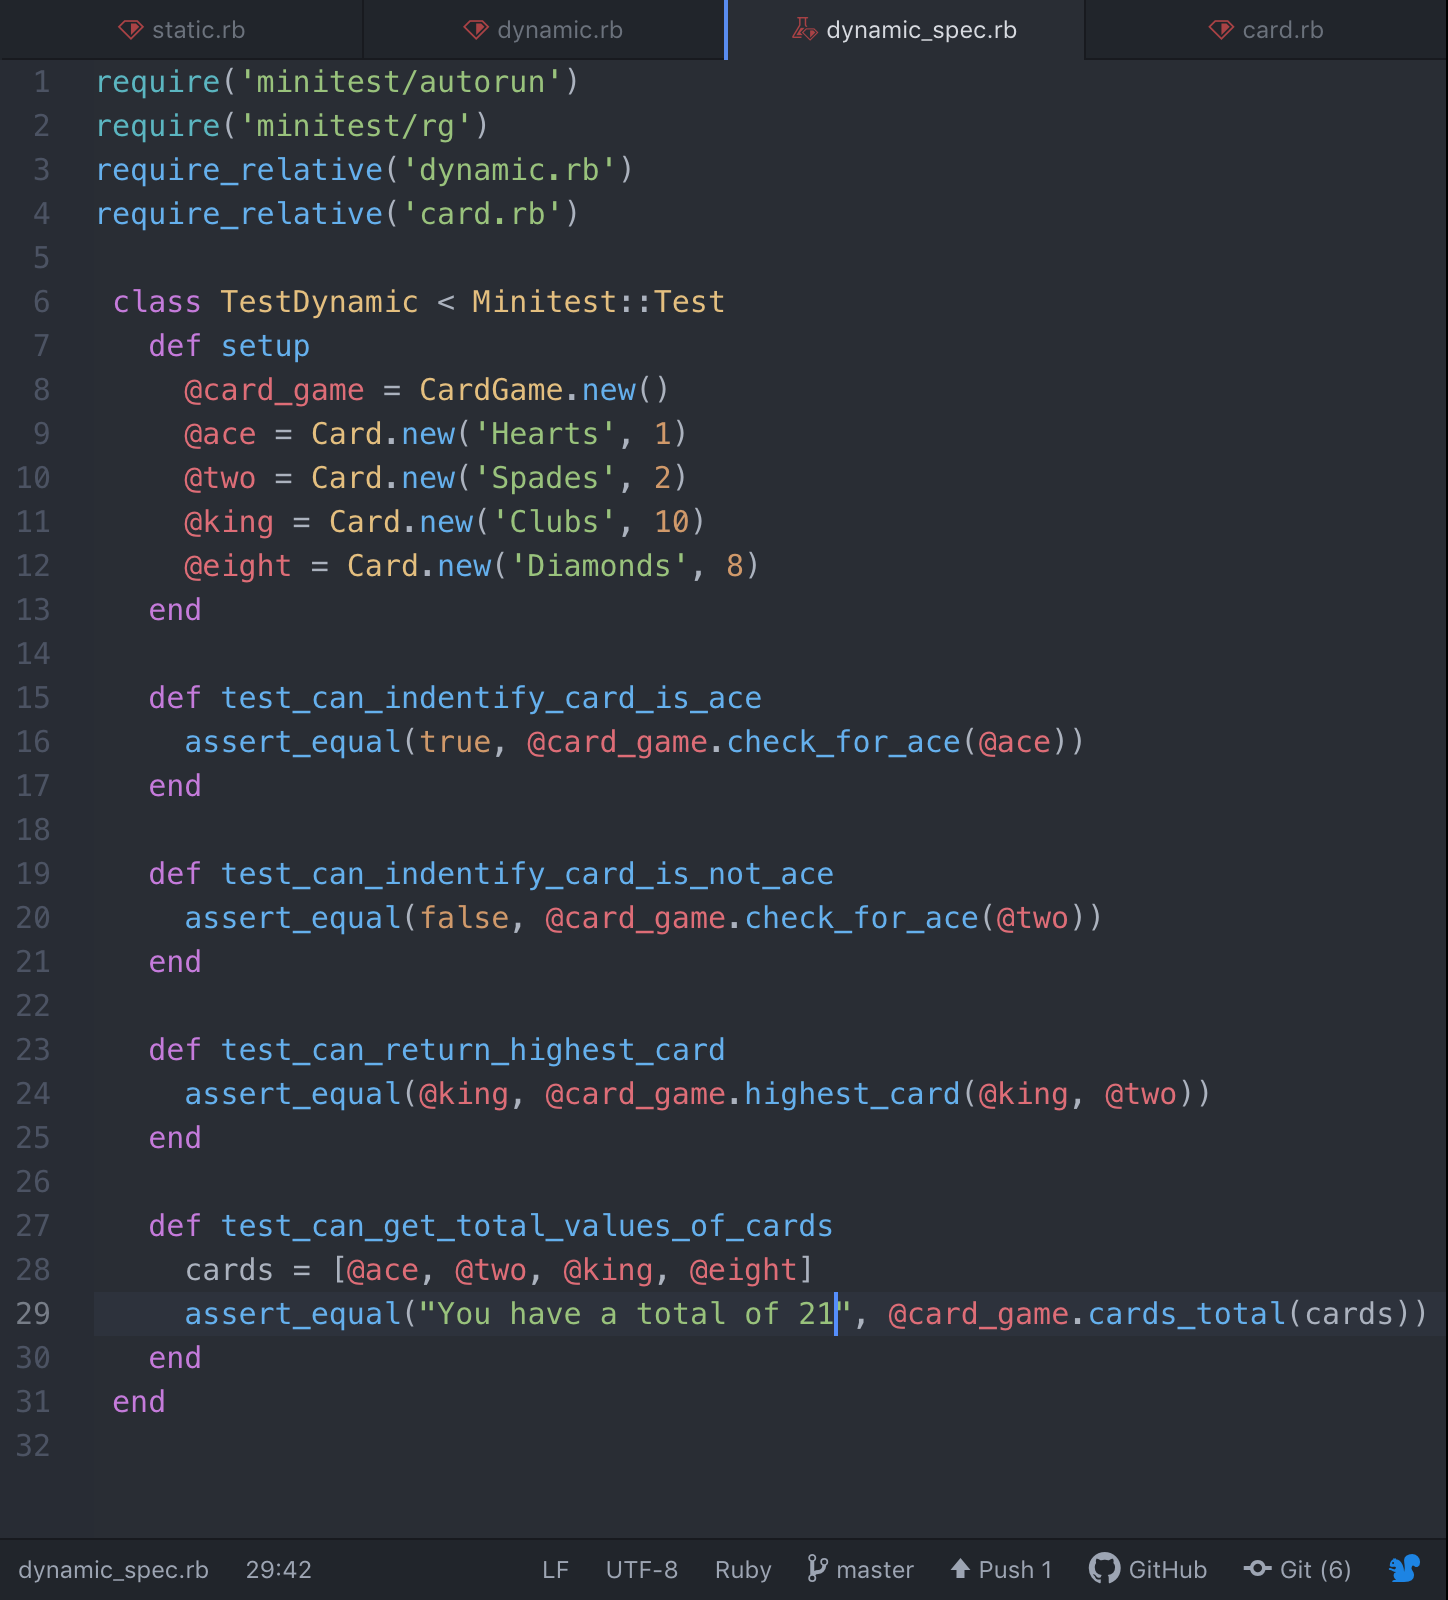 static.rb dynamic.rb dynamic_spec.rb card.rb
1 require('minitest/autorun')
2 require('minitest/rg')
3 require_relative('dynamic.rb')
4 require_relative('card.rb')
5
6 class TestDynamic < Minitest::Test
7 def setup
8 @card_game = CardGame.new()
9 @ace = Card.new('Hearts', 1)
10 @two = Card.new('Spades', 2)
11 @king = Card.new('Clubs', 10)
12 @eight = Card.new('Diamonds', 8)
13 end
14
15 def test_can_indentify_card_is_ace
16 assert_equal(true, @card_game.check_for_ace(@ace))
17 end
18
19 def test_can_indentify_card_is_not_ace
20 assert_equal(false, @card_game.check_for_ace(@two))
21 end
22
23 def test_can_return_highest_card
24 assert_equal(@king, @card_game.highest_card(@king, @two))
25 end
26
27 def test_can_get_total_values_of_cards
28 cards = [@ace, @two, @king, @eight]
29 assert_equal("You have a total of 21", @card_game.cards_total(cards))
30 end
31 end
32
dynamic_spec.rb 29:42 LF UTF-8 Ruby master Push 1 GitHub Git (6)